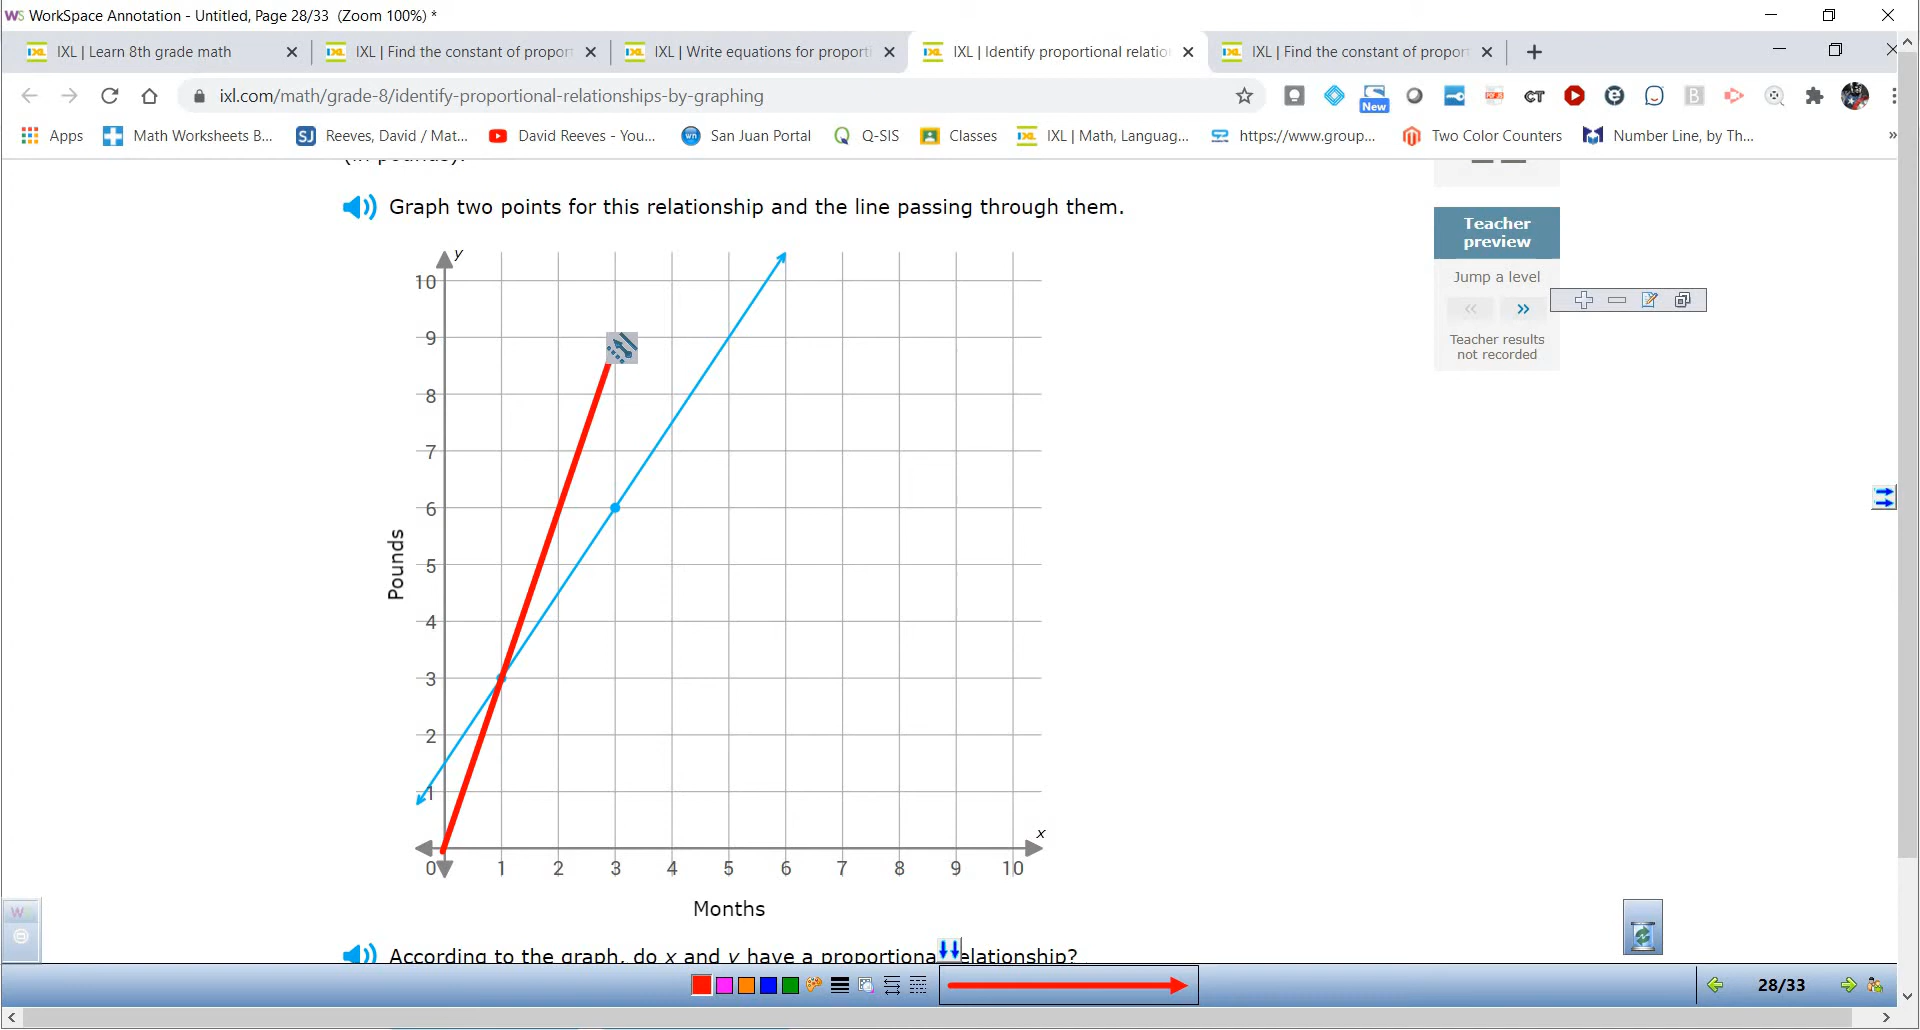 WS WorkSpace Annotation - Untitled, Page 28/33 (Zoom 100%) *
IXL | Learn 8th grade math
IXL | Find the constant of propor
IXL | Write equations for proporti
IXL | Identify proportional relatio
IXL | Find the constant of propor
ixl.com/math/grade-8/identify-proportional-relationships-by-graphing
New
CT
B
Apps
Math Worksheets B...
SJ
Reeves, David / Mat...
David Reeves - You...
wn
San Juan Portal
Q-SIS
Classes
IXL | Math, Languag...
https://www.group...
Two Color Counters
Number Line, by Th...
»
(in pounds).
Graph two points for this relationship and the line passing through them.
Teacher
preview
Jump a level
«
»
Teacher results
not recorded
y
10
9
8
7
6
5
4
3
2
1
Pounds
x
0 1 2 3 4 5 6 7 8 9 10
Months
According to the graph, do x and y have a proportiona elationship?
W
28/33